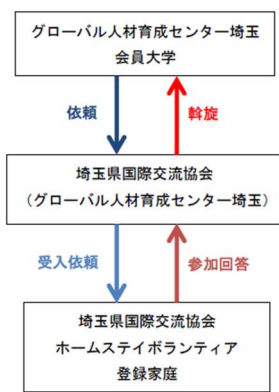 グローバル人材育成センター埼玉
会員大学
依頼
斡旋
埼玉県国際交流協会
（グローバル人材育成センター埼玉）
受入依頼
参加回答
埼玉県国際交流協会
ホームステイボランティア
登録家庭